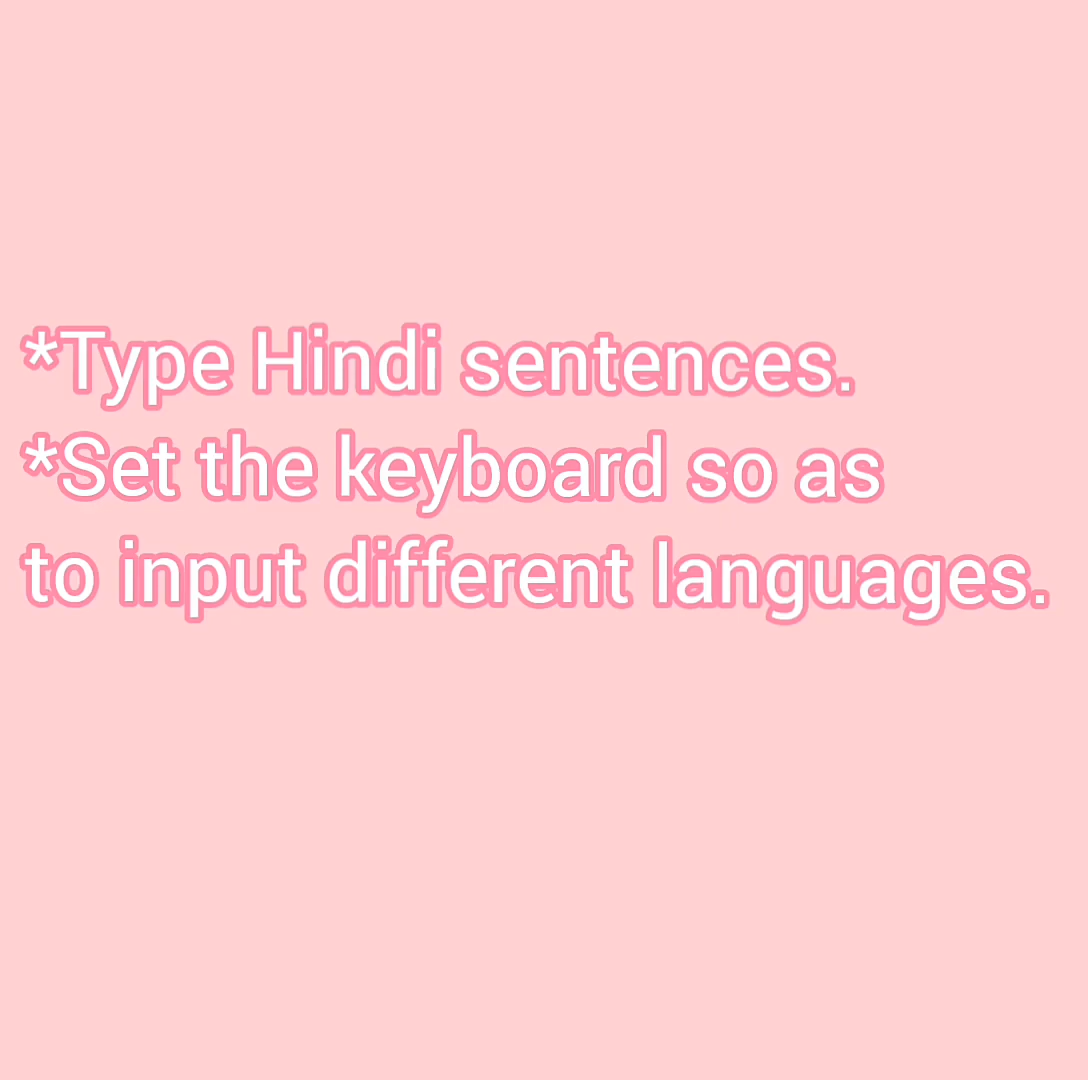 *Type Hindi sentences.
*Set the keyboard so as
to input different languages.